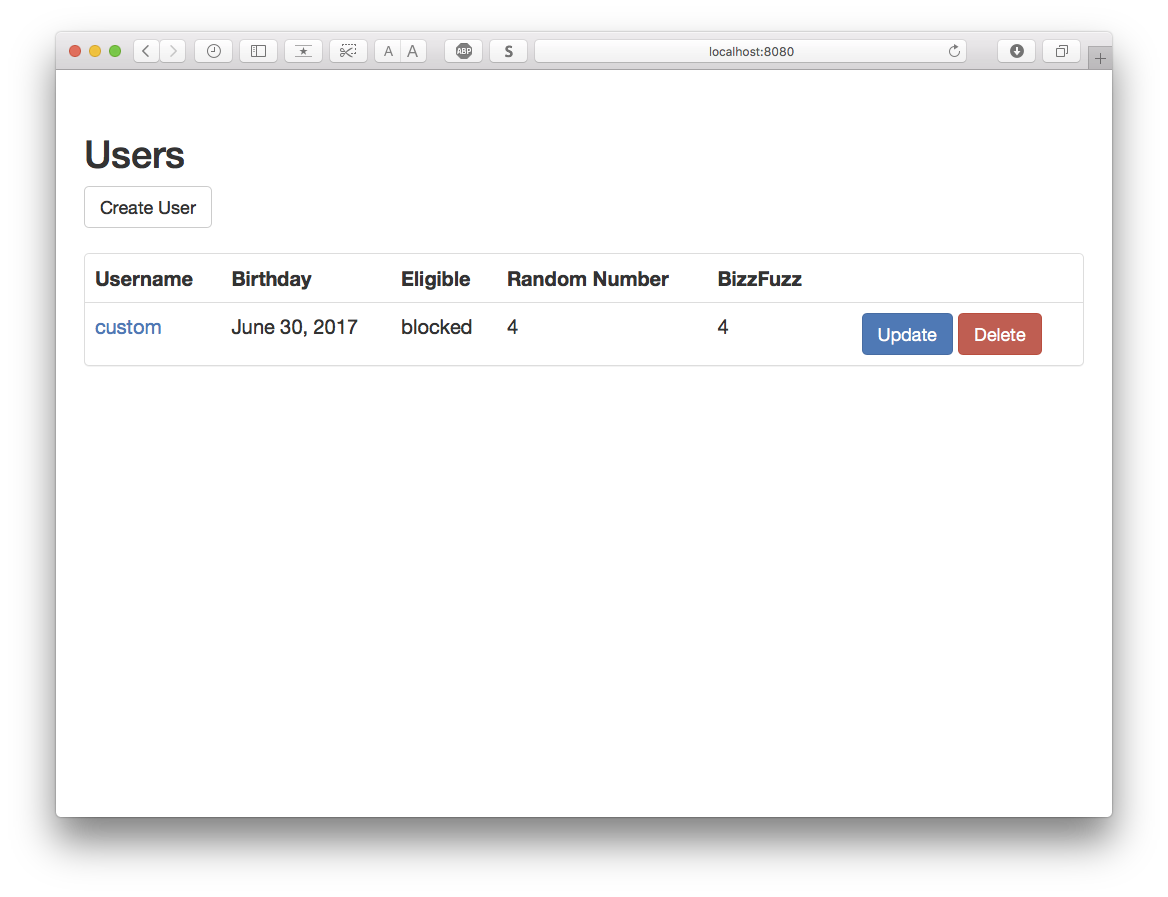 A A ABP S localhost:8080
Users
Create User
Username Birthday Eligible Random Number BizzFuzz
custom June 30, 2017 blocked 4 4 Update Delete